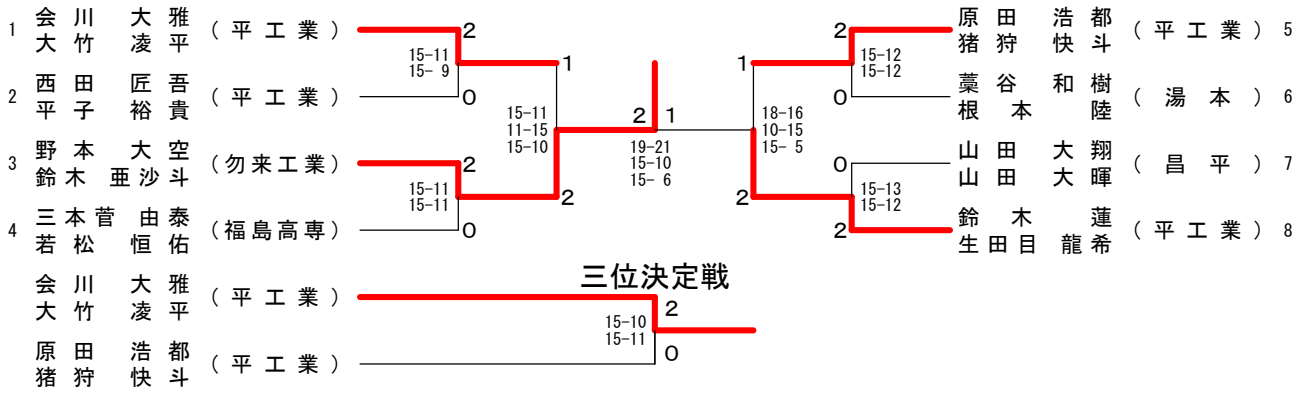 1 会川 大雅 (平工業) 2
大竹 凌平
15-11
15- 9
1
2 西田 匠吾 (平工業) 0
平子 裕貴
15-11
11-15
15-10
3 野本 大空 (勿来工業) 2
鈴木 亜沙斗
15-11
15-11
2
4 三本菅 由泰 (福島高専) 0
若松 恒佑
2 1
19-21
15-10
15- 6
2 原田 浩都 (平工業) 5
猪狩 快斗
15-12
15-12
1
0 藁谷 和樹 (湯本) 6
根本 陸
18-16
10-15
15- 5
0 山田 大翔 (昌平) 7
山田 大暉
15-13
15-12
2
2 鈴木 蓮 (平工業) 8
生田目 龍希
三位決定戦
会川 大雅 (平工業) 2
大竹 凌平
15-10
15-11
原田 浩都 (平工業) 0
猪狩 快斗